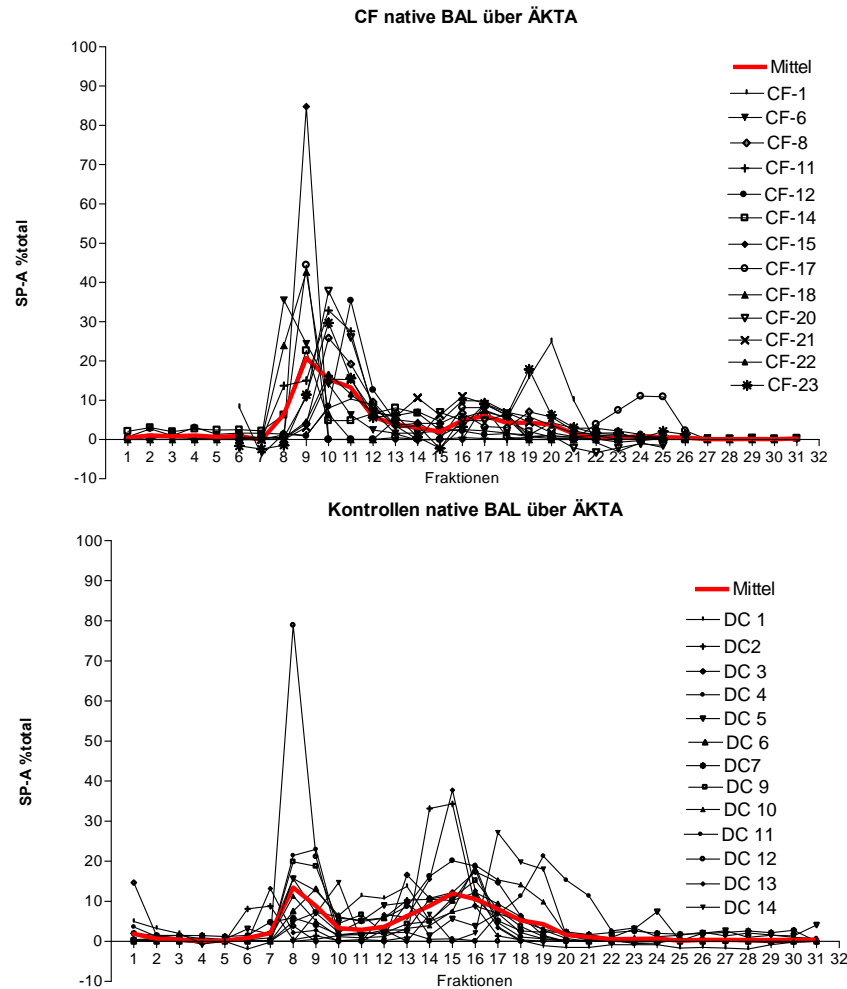 CF native BAL über ÄKTA
100
90
80
70
60
50
40
30
20
10
0
-10
SP-A %total
1 2 3 4 5 6 7 8 9 10 11 12 13 14 15 16 17 18 19 20 21 22 23 24 25 26 27 28 29 30 31 32
Fraktionen
Mittel
CF-1
CF-6
CF-8
CF-11
CF-12
CF-14
CF-15
CF-17
CF-18
CF-20
CF-21
CF-22
CF-23
Kontrollen native BAL über ÄKTA
100
90
80
70
60
50
40
30
20
10
0
-10
SP-A %total
1 2 3 4 5 6 7 8 9 10 11 12 13 14 15 16 17 18 19 20 21 22 23 24 25 26 27 28 29 30 31 32
Fraktionen
Mittel
DC 1
DC2
DC 3
DC 4
DC 5
DC 6
DC7
DC 9
DC 10
DC 11
DC 12
DC 13
DC 14